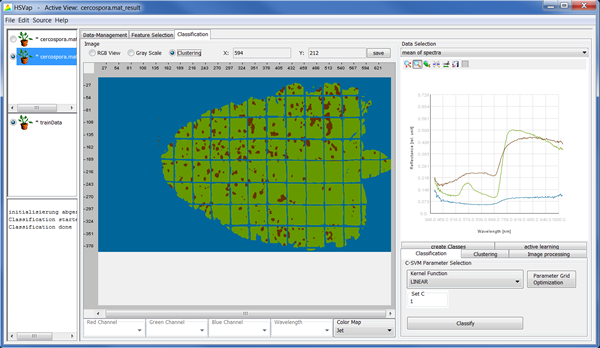 HSVap - Active View: cercospora.mat_result
File Edit Source Help
* cercospora.mat
* cercospora.mat
* trainData
initialisierung abges
Classification starte
Classification done
Data-Management Feature Selection Classification
Image
RGB View Gray Scale Clustering X: 594 Y: 212 save
27 54 81 108 135 162 189 216 243 270 297 324 351 378 405 432 459 486 513 540 567 594 621
27
54
81
108
135
162
189
216
243
270
297
324
351
378
Red Channel Green Channel Blue Channel Wavelength Color Map
Jet
Data Selection
mean of spectra
Reflectance [rel. unit]
Wavelength [nm]
create Classes active learning
Classification Clustering Image processing
C-SVM Parameter Selection
Kernel Function
LINEAR
Parameter Grid
Optimization
Set C
1
Classify